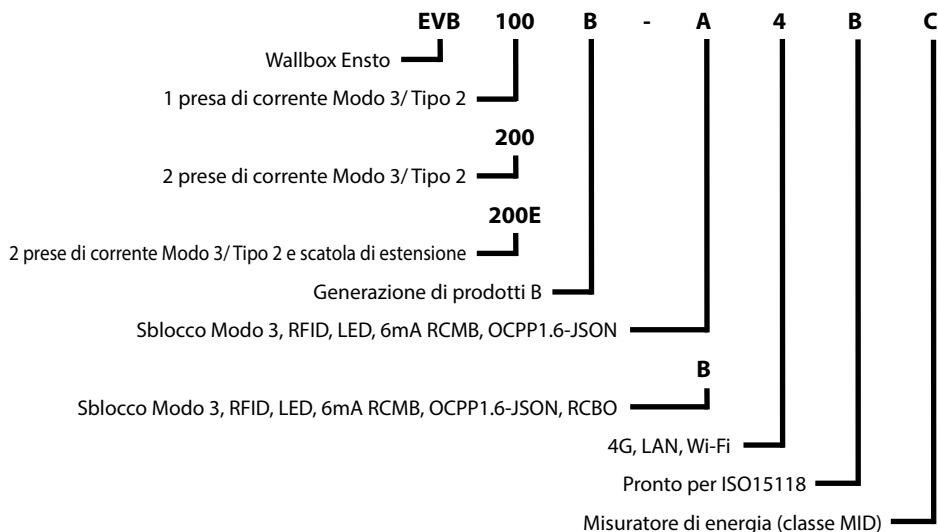 EVB 100 B - A 4 B C
Wallbox Ensto
1 presa di corrente Modo 3/ Tipo 2
200
2 prese di corrente Modo 3/ Tipo 2
200E
2 prese di corrente Modo 3/ Tipo 2 e scatola di estensione
Generazione di prodotti B
Sblocco Modo 3, RFID, LED, 6mA RCMB, OCPP1.6-JSON
B
Sblocco Modo 3, RFID, LED, 6mA RCMB, OCPP1.6-JSON, RCBO
4G, LAN, Wi-Fi
Pronto per ISO15118
Misuratore di energia (classe MID)